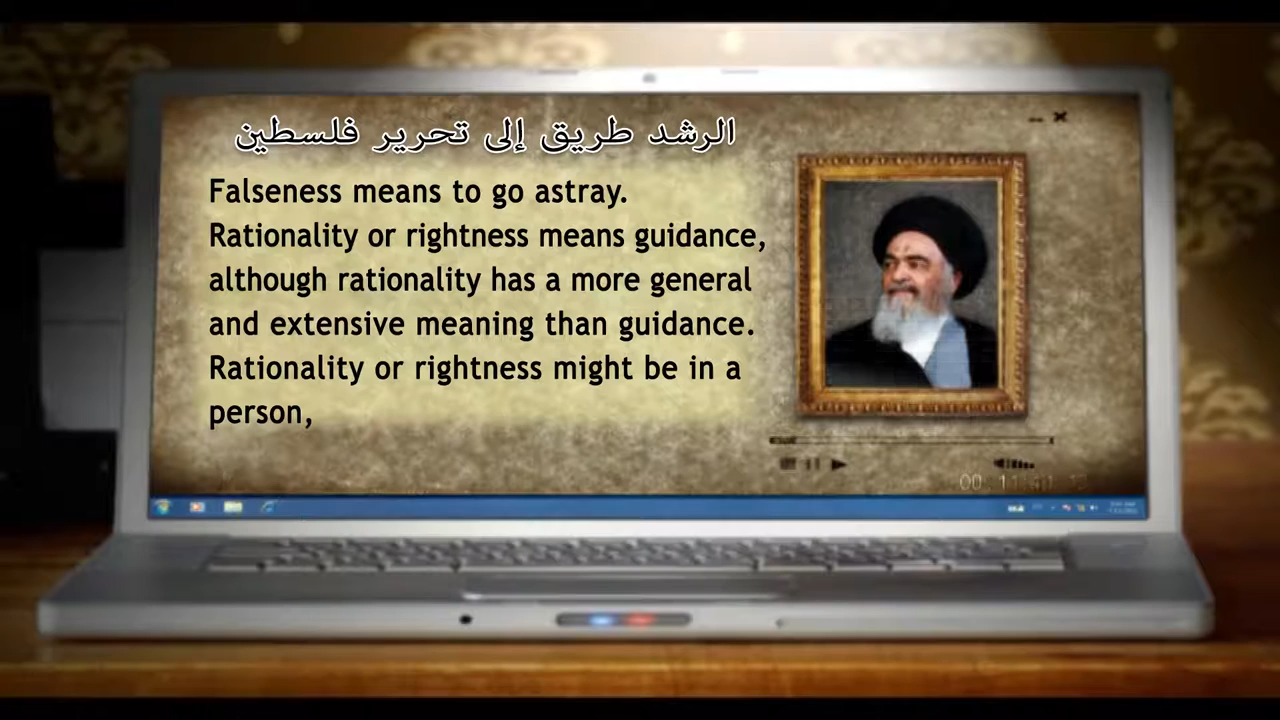 الرشد طريق إلى تحرير فلسطين
Falseness means to go astray.
Rationality or rightness means guidance,
although rationality has a more general
and extensive meaning than guidance.
Rationality or rightness might be in a
person,